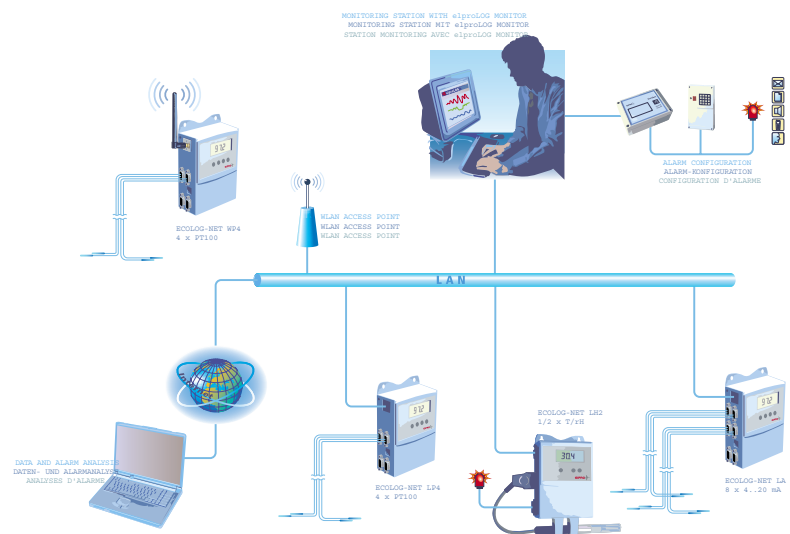 MONITORING STATION WITH elproLOG MONITOR
MONITORING STATION MIT elproLOG MONITOR
STATION MONITORING AVEC elproLOG MONITOR
ALARM CONFIGURATION
ALARM-KONFIGURATION
CONFIGURATION D'ALARME
ECOLOG-NET WP4
4 x PT100
WLAN ACCESS POINT
WLAN ACCESS POINT
WLAN ACCESS POINT
LAN
DATA AND ALARM ANALYSIS
DATEN- UND ALARMANALYSE
ANALYSES D'ALARME
ECOLOG-NET LP4
4 x PT100
ECOLOG-NET LH2
1/2 x T/rH
30.4
ECOLOG-NET LA
8 x 4..20 mA